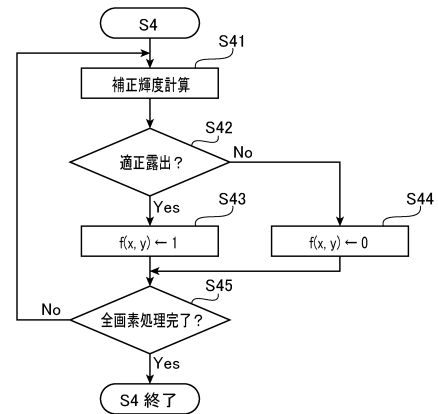 S4
S41
補正輝度計算
S42
適正露出？
No
Yes
S43
S44
f(x, y) ← 1
f(x, y) ← 0
S45
No
全画素処理完了？
Yes
S4 終了